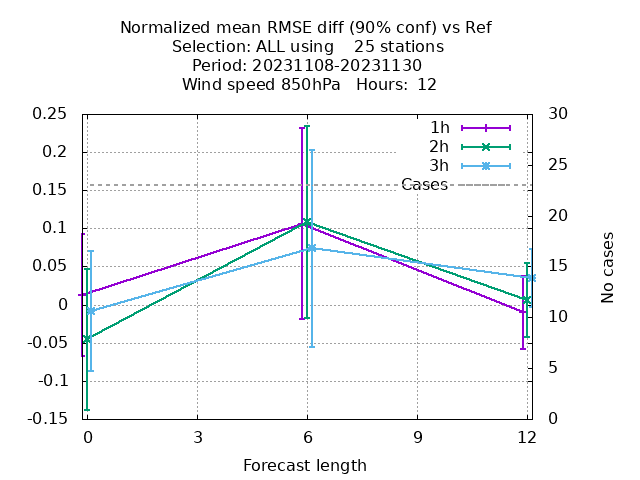 Normalized mean RMSE diff (90% conf) vs Ref
Selection: ALL using    25 stations
Period: 20231108-20231130
Wind speed 850hPa   Hours:  12
0.25
0.2
0.15
0.1
0.05
0
-0.05
-0.1
-0.15
30
25
20
15
10
5
0
1h
2h
3h
Cases
No cases
0
3
6
9
12
Forecast length